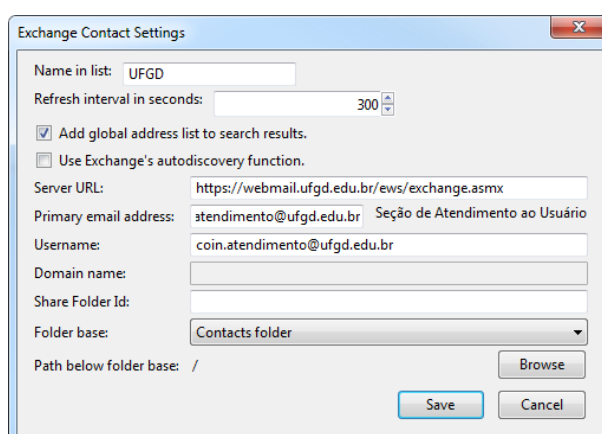 Exchange Contact Settings
Name in list: UFGD
Refresh interval in seconds: 300
Add global address list to search results.
Use Exchange's autodiscovery function.
Server URL: https://webmail.ufgd.edu.br/ews/exchange.asmx
Primary email address: atendimento@ufgd.edu.br Seção de Atendimento ao Usuário
Username: coin.atendimento@ufgd.edu.br
Domain name:
Share Folder Id:
Folder base: Contacts folder
Path below folder base: / Browse
Save Cancel